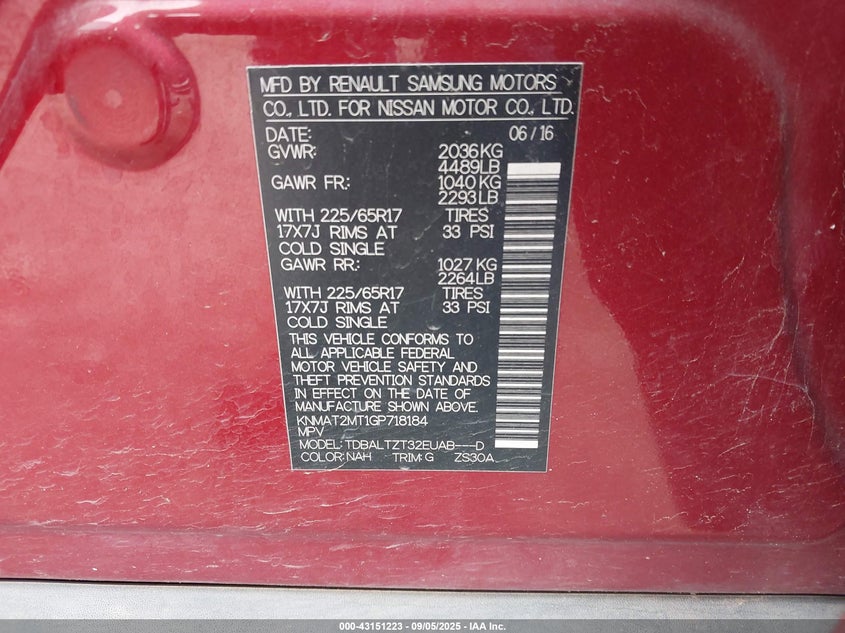 MFD BY RENAULT SAMSUNG MOTORS
CO., LTD. FOR NISSAN MOTOR CO., LTD.
DATE: 06/16
GVWR: 2036KG
4489LB
GAWR FR: 1040KG
2293LB
WITH 225/65R17 TIRES
17X7J RIMS AT 33 PSI
COLD SINGLE
GAWR RR: 1027KG
2264LB
WITH 225/65R17 TIRES
17X7J RIMS AT 33 PSI
COLD SINGLE
THIS VEHICLE CONFORMS TO
ALL APPLICABLE FEDERAL
MOTOR VEHICLE SAFETY AND
THEFT PREVENTION STANDARDS
IN EFFECT ON THE DATE OF
MANUFACTURE SHOWN ABOVE.
KNMAT2MT1GP718184
MPV
MODEL: TDBALTZT32EUAB---D
COLOR: NAH TRIM: G ZS30A
000-43151223 - 09/05/2025 - IAA Inc.